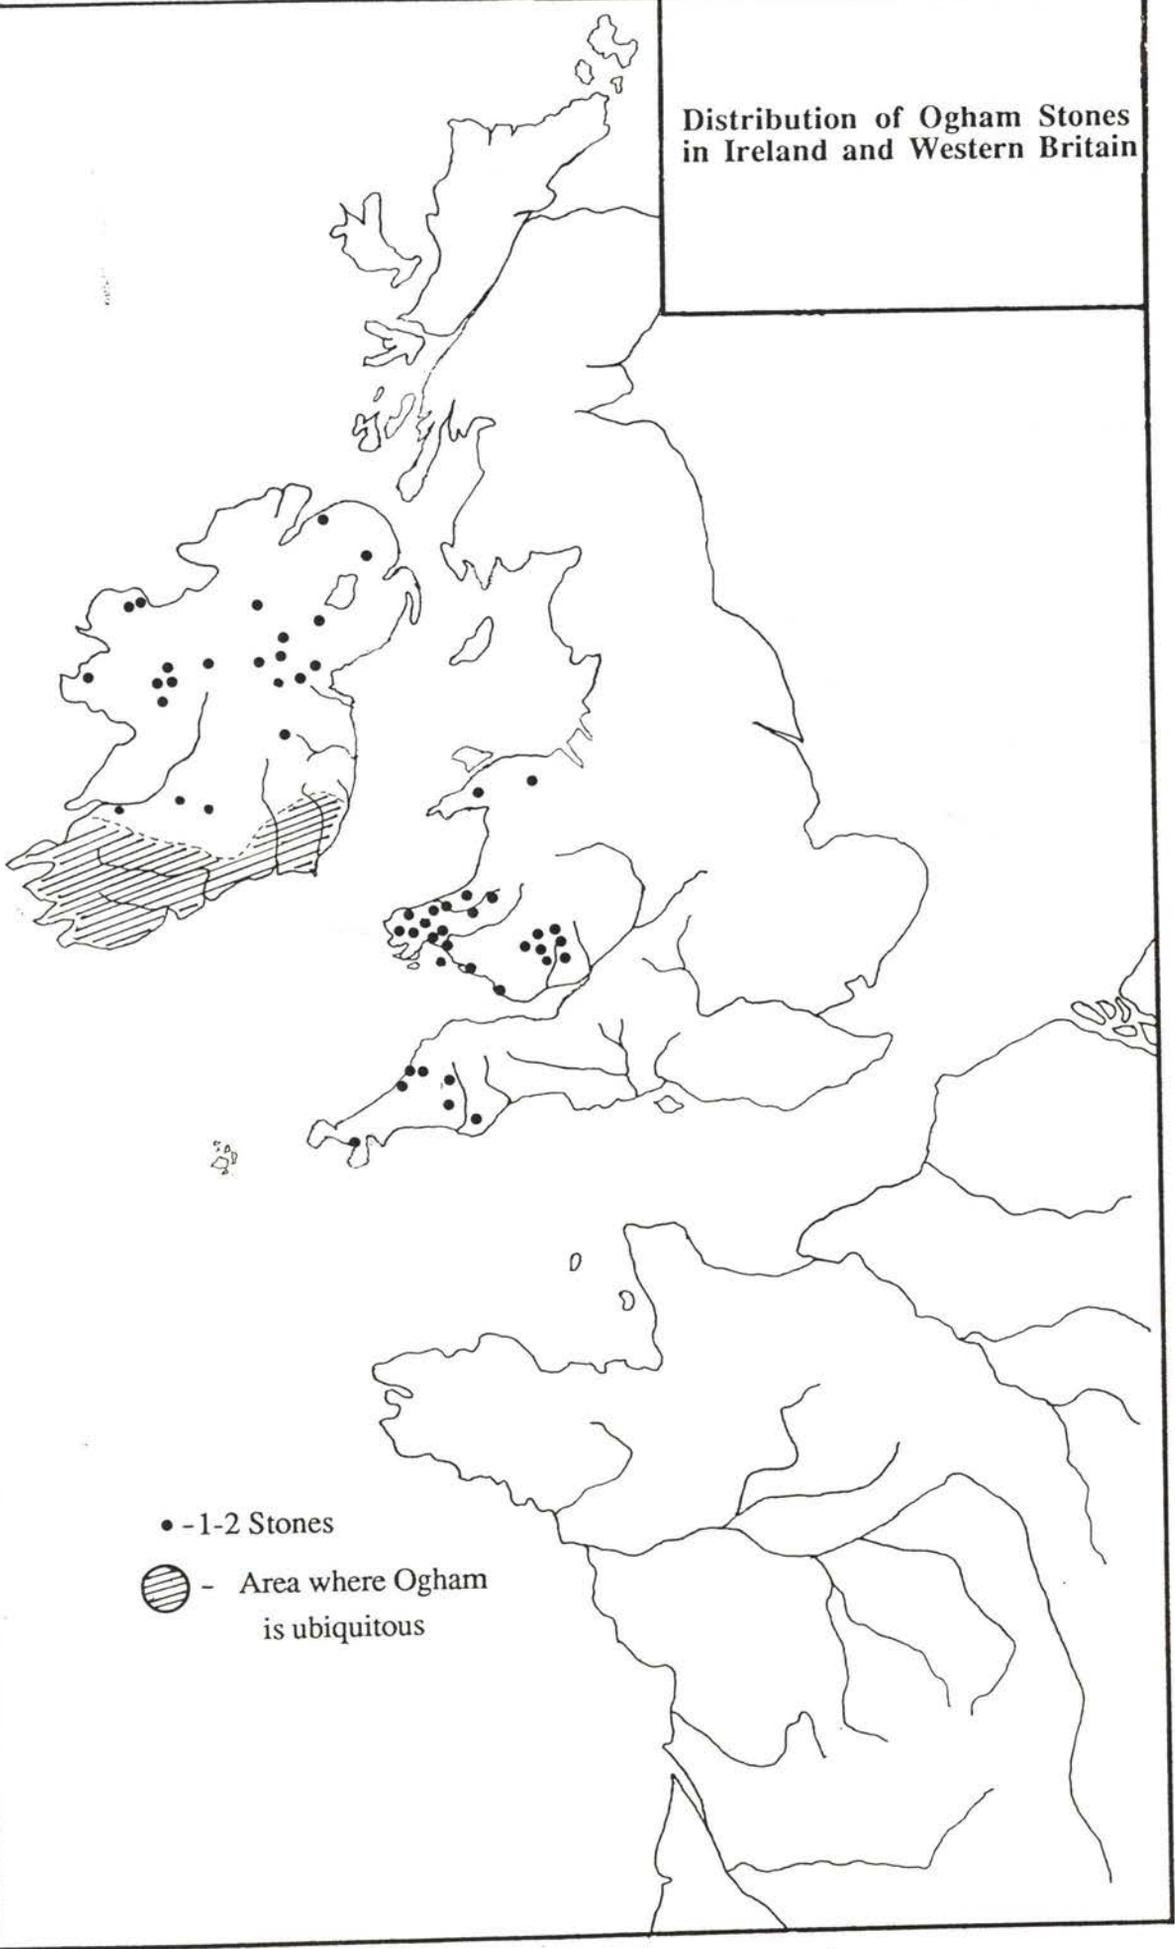 Distribution of Ogham Stones
in Ireland and Western Britain
-1-2 Stones
- Area where Ogham
is ubiquitous